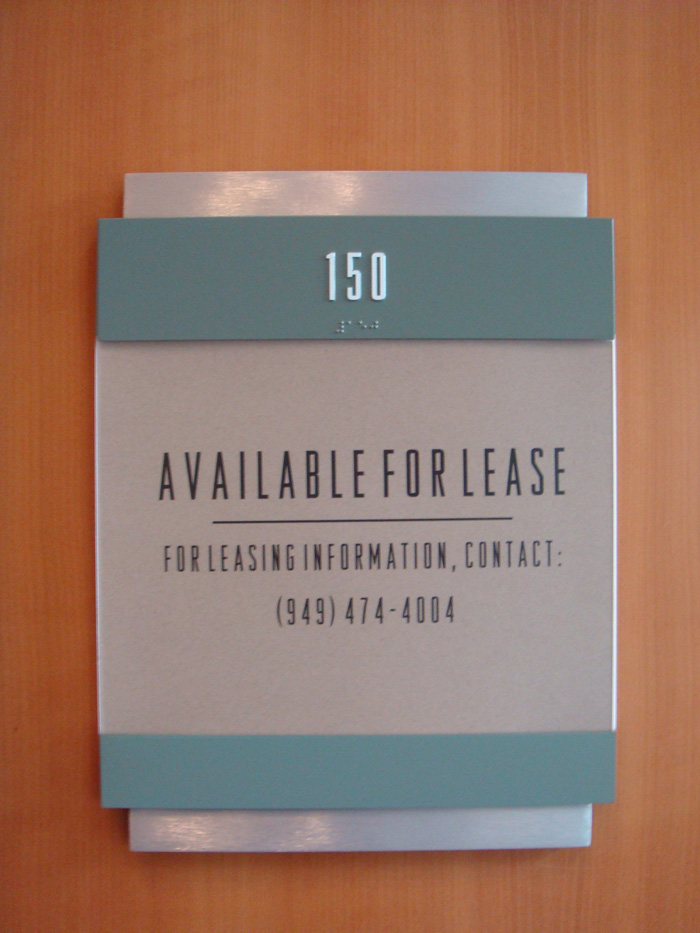 150
AVAILABLE FOR LEASE
FOR LEASING INFORMATION, CONTACT:
(949) 474-4004